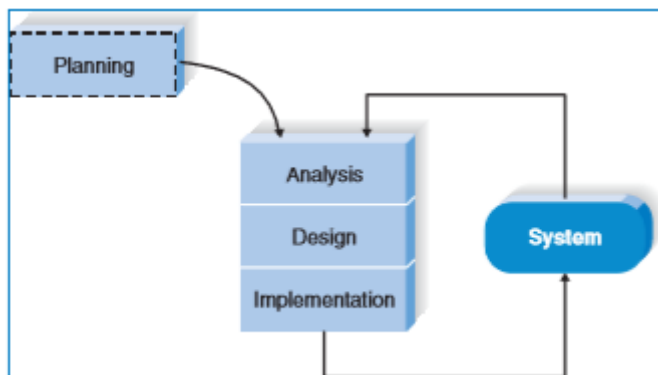 Planning
Analysis
Design
System
Implementation